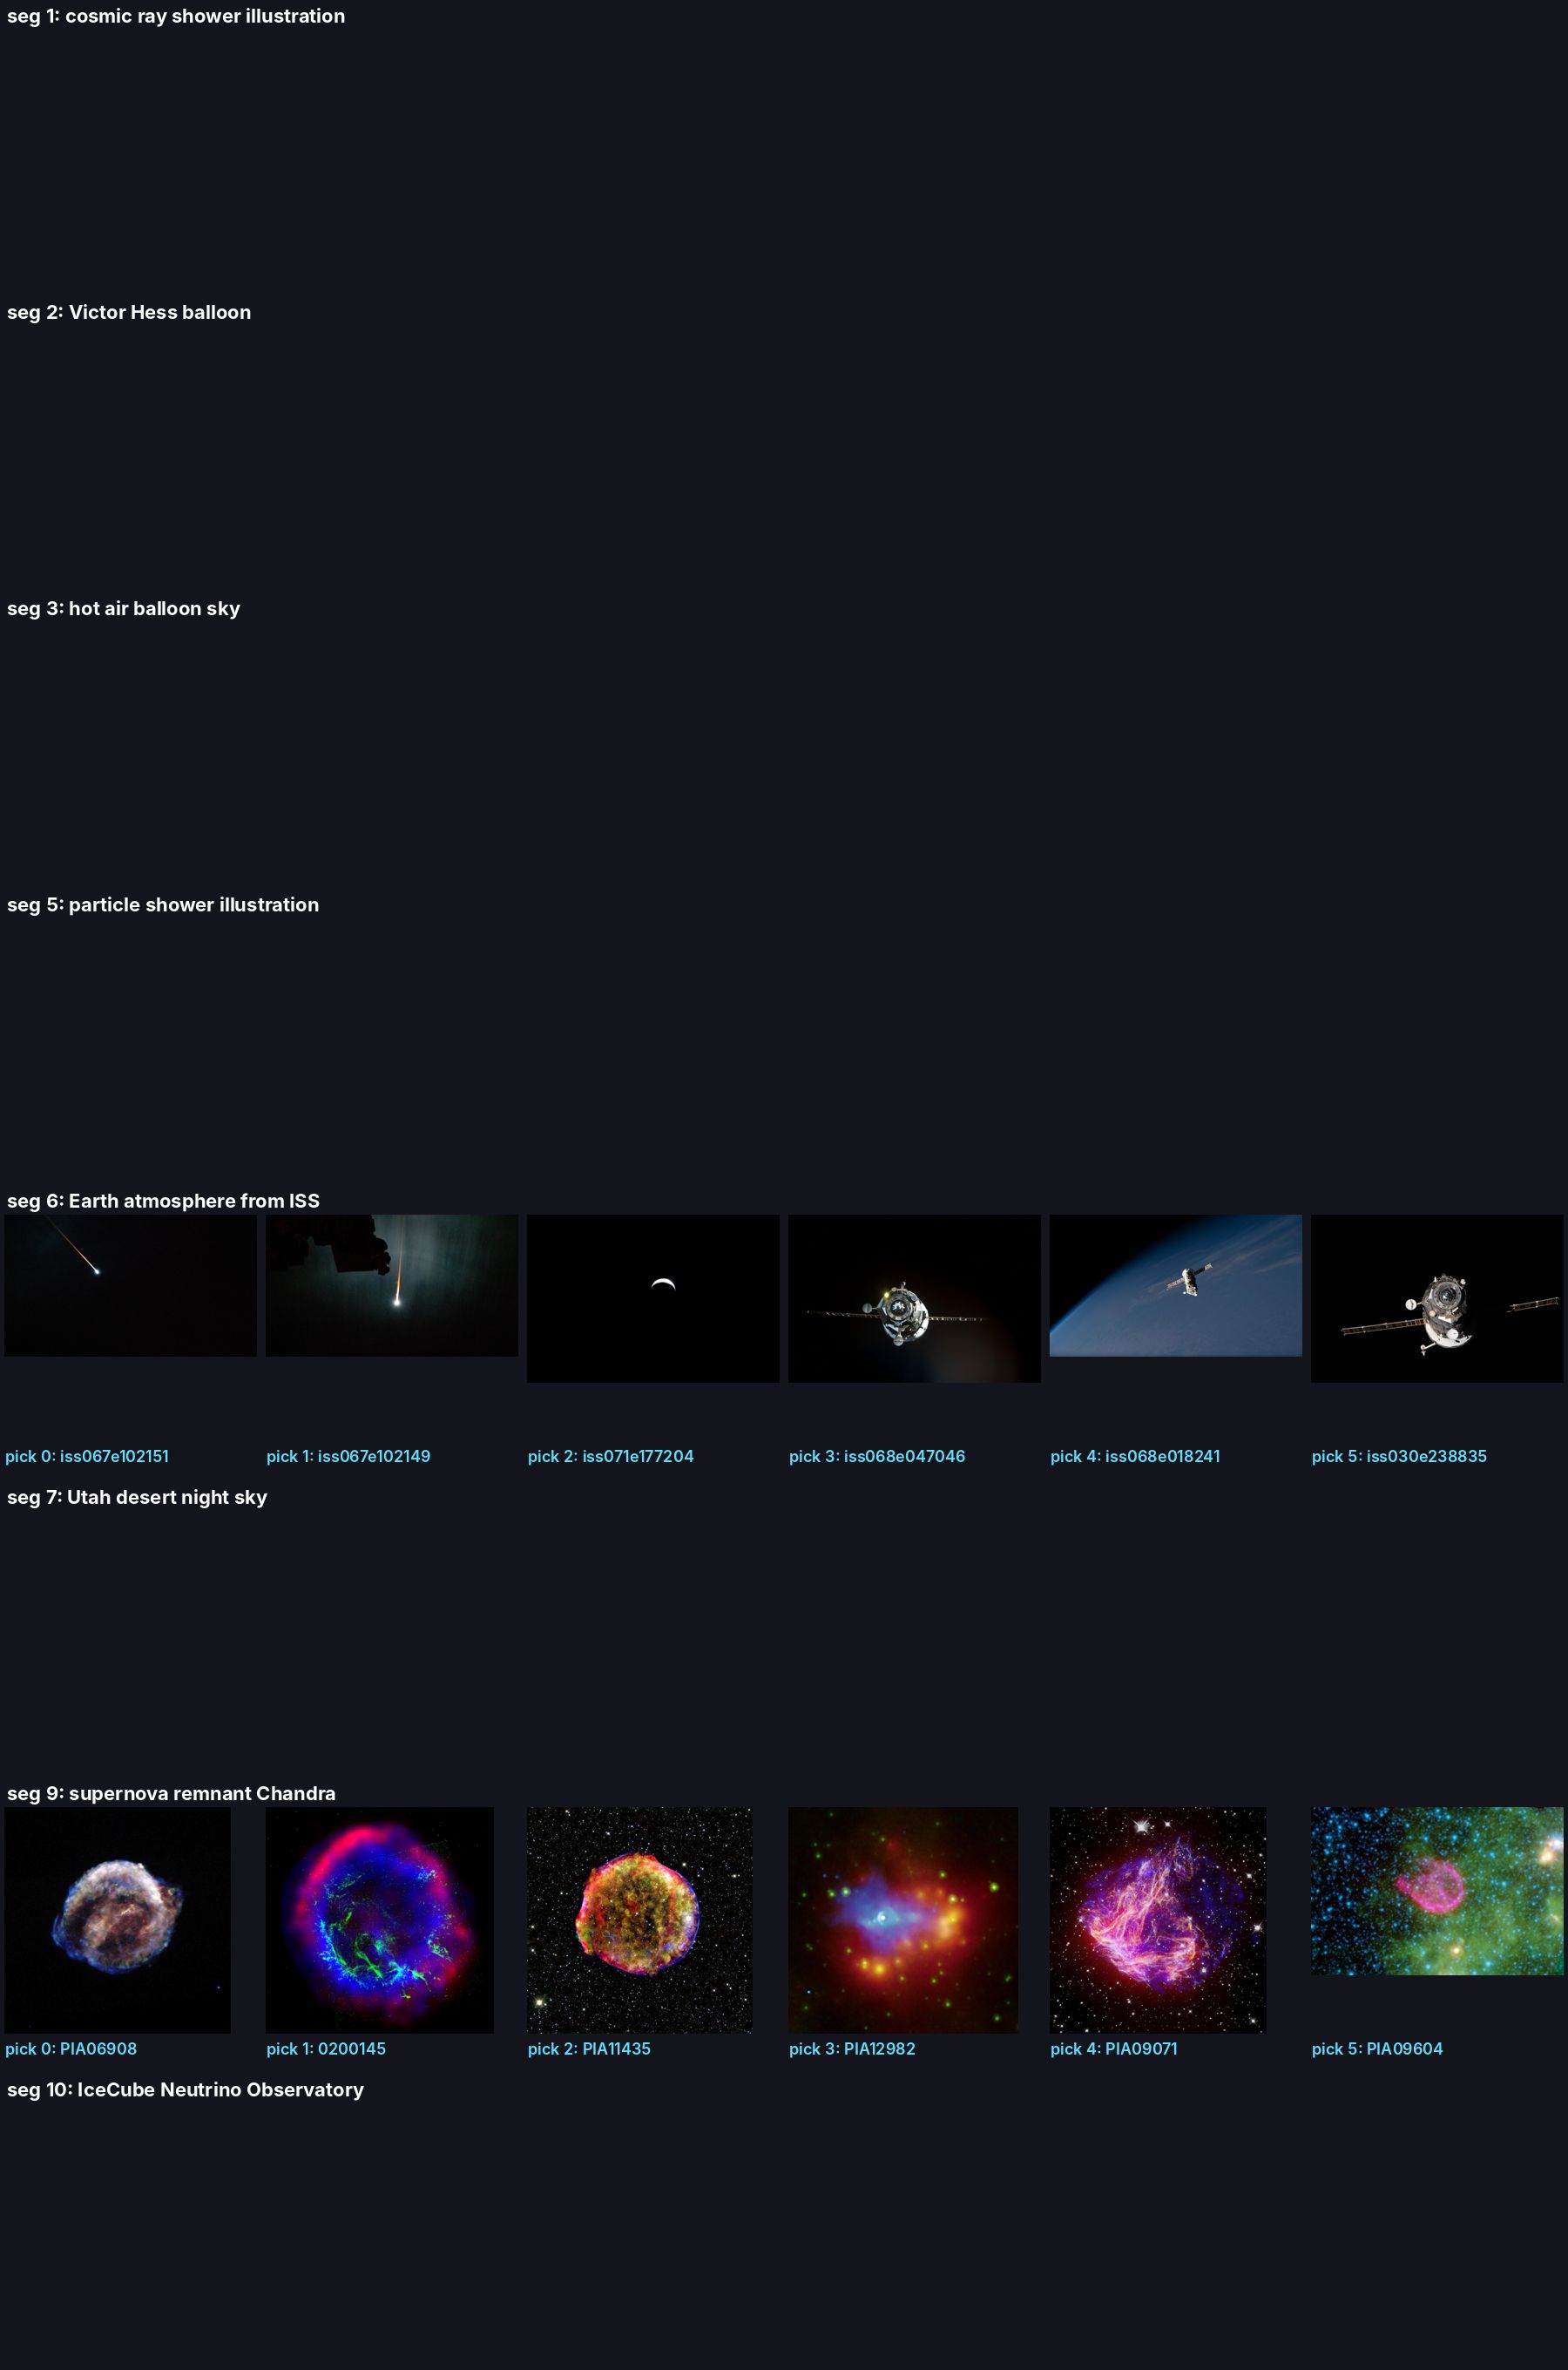 seg 1: cosmic ray shower illustration
seg 2: Victor Hess balloon
seg 3: hot air balloon sky
seg 5: particle shower illustration
seg 6: Earth atmosphere from ISS
pick 0: iss067e102151
pick 1: iss067e102149
pick 2: iss071e177204
pick 3: iss068e047046
pick 4: iss068e018241
pick 5: iss030e238835
seg 7: Utah desert night sky
seg 9: supernova remnant Chandra
pick 0: PIA06908
pick 1: 0200145
pick 2: PIA11435
pick 3: PIA12982
pick 4: PIA09071
pick 5: PIA09604
seg 10: IceCube Neutrino Observatory